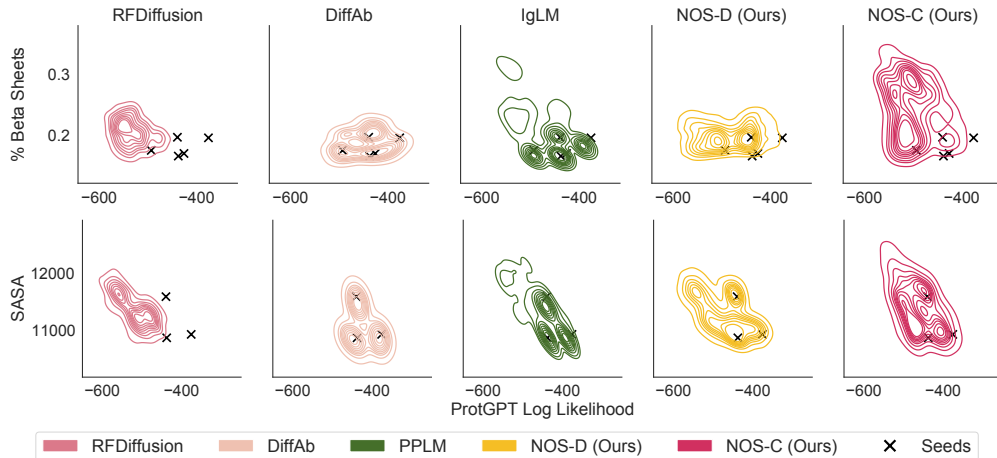 RFDiffusion DiffAb IgLM NOS-D (Ours) NOS-C (Ours)
% Beta Sheets
0.3
0.2
−600 −400 −600 −400 −600 −400 −600 −400 −600 −400
SASA
12000
11000
−600 −400 −600 −400 −600 −400 −600 −400 −600 −400
ProtGPT Log Likelihood
RFDiffusion DiffAb PPLM NOS-D (Ours) NOS-C (Ours) Seeds